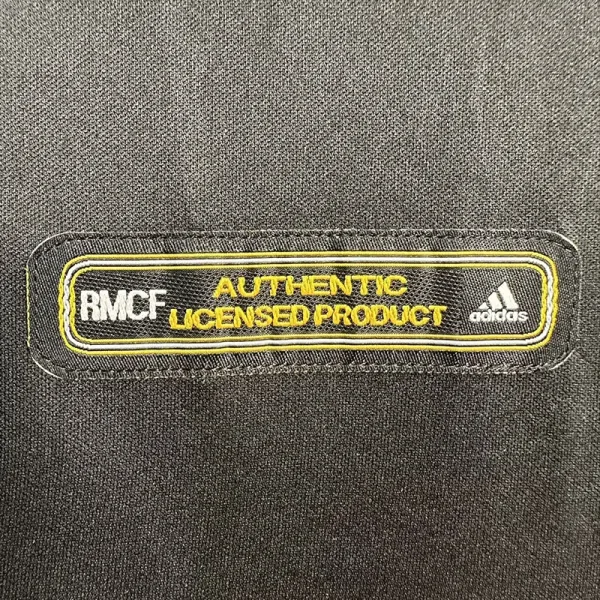 RMCF
AUTHENTIC
LICENSED PRODUCT
adidas